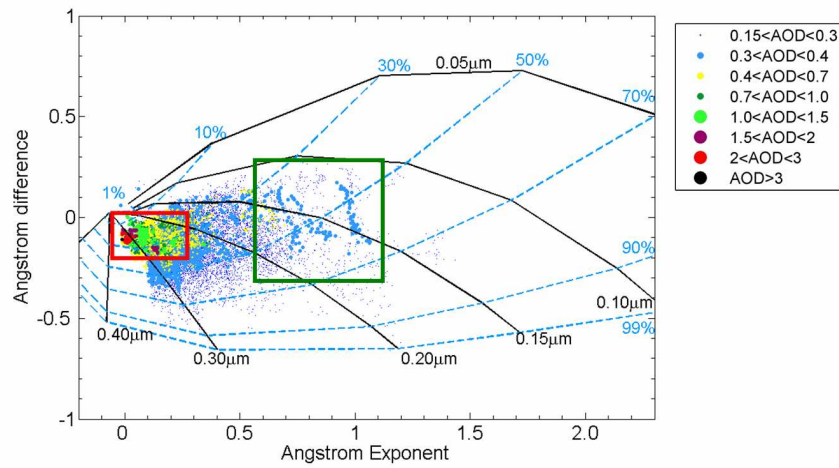 0.15<AOD<0.3
0.3<AOD<0.4
0.4<AOD<0.7
0.7<AOD<1.0
1.0<AOD<1.5
1.5<AOD<2
2<AOD<3
AOD>3
1
0.5
0
-0.5
-1
Angstrom difference
0
0.5
1
1.5
2.0
Angstrom Exponent
1%
10%
30%
50%
70%
90%
99%
0.05μm
0.10μm
0.15μm
0.20μm
0.30μm
0.40μm